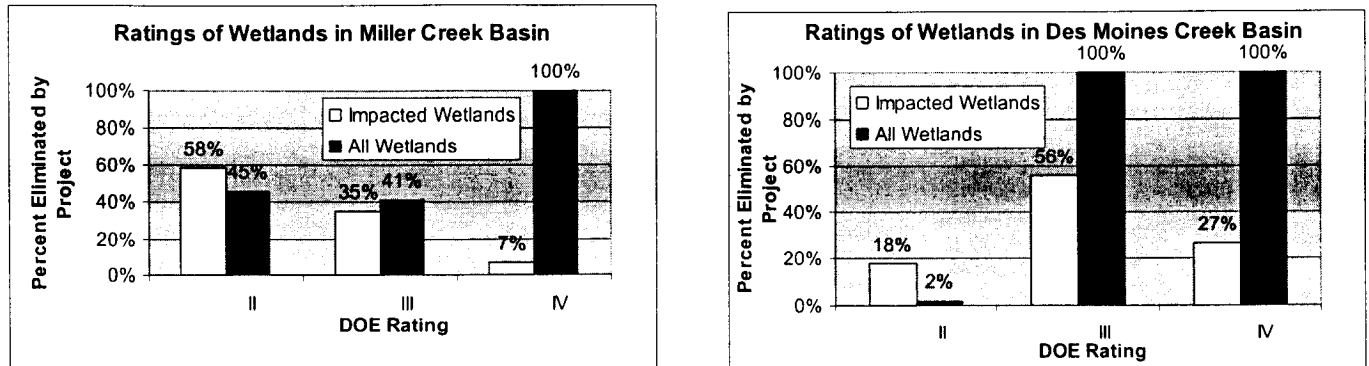 Ratings of Wetlands in Miller Creek Basin
Percent Eliminated by
Project
100%
80%
60%
40%
20%
0%
Impacted Wetlands
All Wetlands
58%
45%
35%
41%
7%
100%
II
III
IV
DOE Rating
Ratings of Wetlands in Des Moines Creek Basin
Percent Eliminated by
Project
100%
80%
60%
40%
20%
0%
Impacted Wetlands
All Wetlands
18%
2%
56%
100%
27%
100%
II
III
IV
DOE Rating